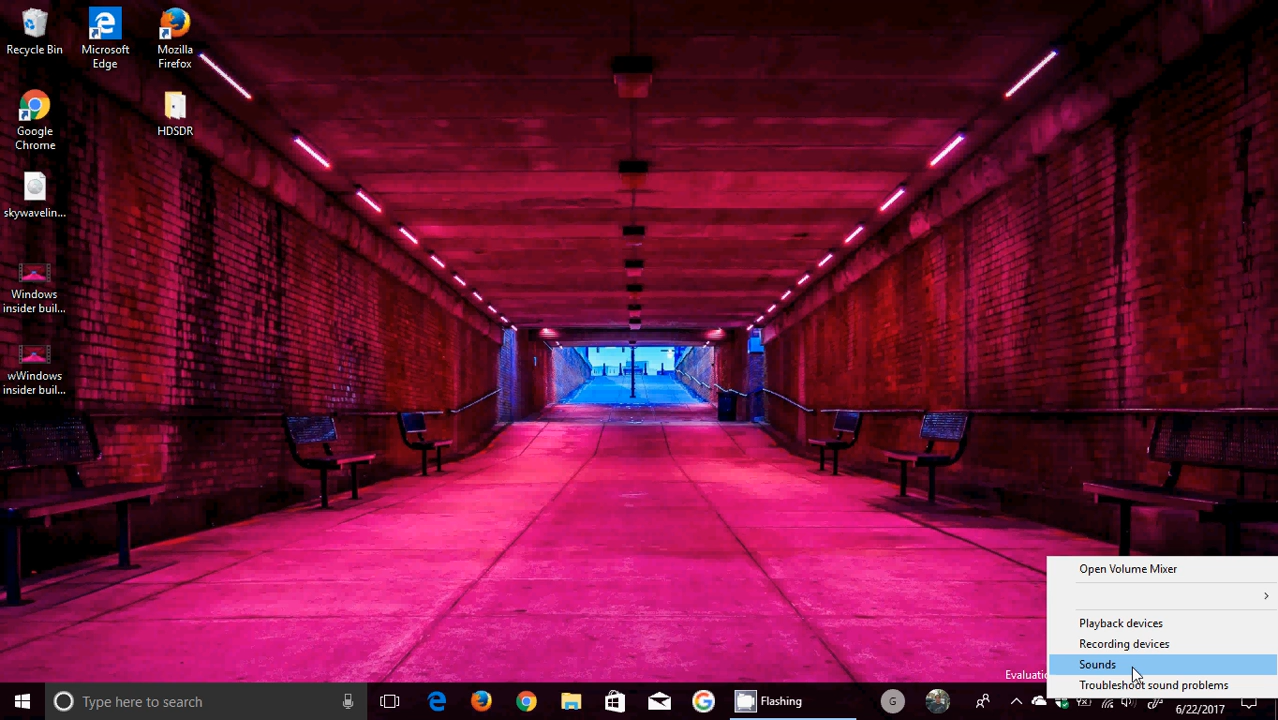 Recycle Bin
Microsoft
Edge
Mozilla
Firefox
Google
Chrome
HDSDR
skywavelin...
Windows
insider buil...
wWindows
insider buil...
Open Volume Mixer
Playback devices
Recording devices
Sounds
Troubleshoot sound problems
Evaluatio
Type here to search
Flashing
G
6/22/2017